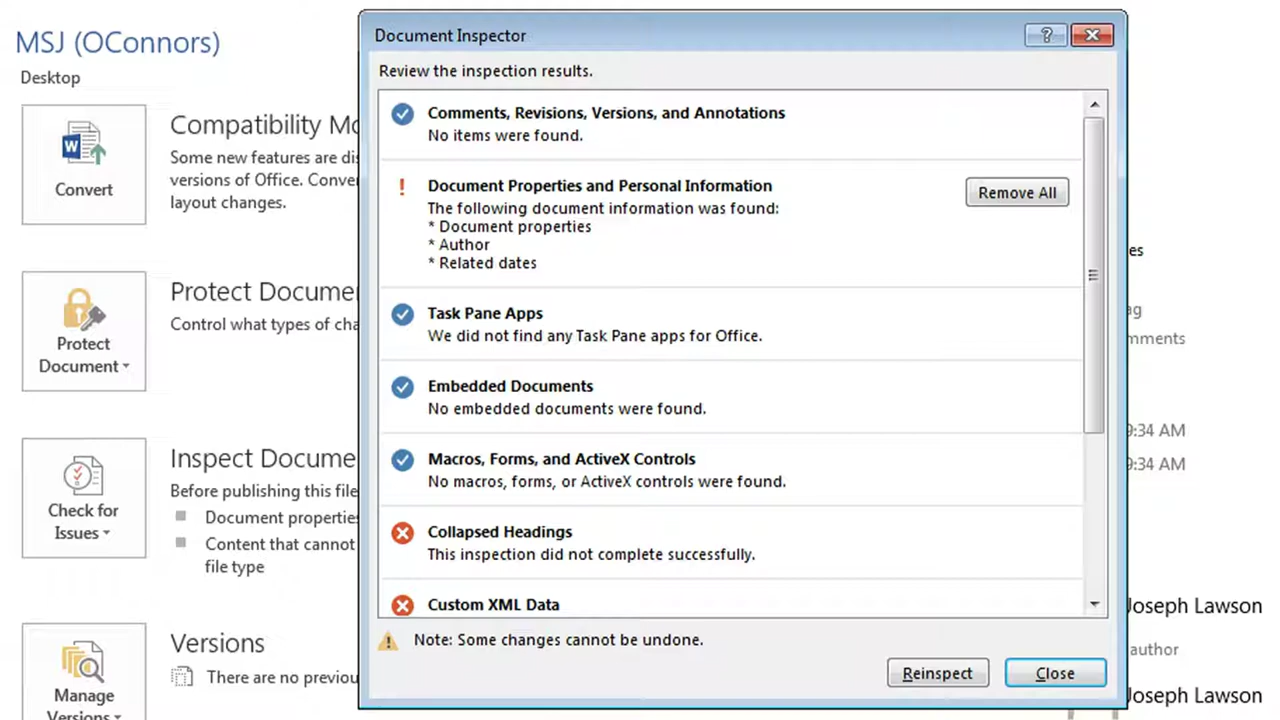 MSJ (OConnors)
Desktop
Convert
Compatibility Mo
Some new features are dis
versions of Office. Conver
layout changes.
Protect
Document
Protect Documen
Control what types of cha
Check for
Issues
Inspect Docume
Before publishing this file
Document properties
Content that cannot
file type
Manage
Versions
Versions
There are no previou
Document Inspector
?
Review the inspection results.
Comments, Revisions, Versions, and Annotations
No items were found.
!
Document Properties and Personal Information
The following document information was found:
* Document properties
* Author
* Related dates
Remove All
Task Pane Apps
We did not find any Task Pane apps for Office.
Embedded Documents
No embedded documents were found.
Macros, Forms, and ActiveX Controls
No macros, forms, or ActiveX controls were found.
Collapsed Headings
This inspection did not complete successfully.
Custom XML Data
Note: Some changes cannot be undone.
Reinspect
Close
es
ag
mments
9:34 AM
9:34 AM
Joseph Lawson
author
Joseph Lawson